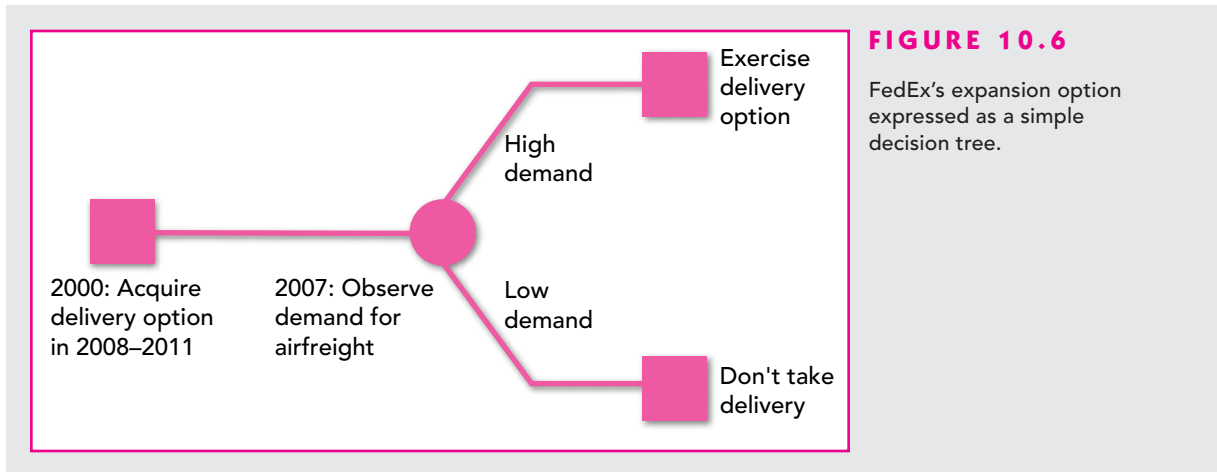 FIGURE 10.6
FedEx's expansion option
expressed as a simple
decision tree.
Exercise
delivery
option
High
demand
2000: Acquire
delivery option
in 2008–2011
2007: Observe
demand for
airfreight
Low
demand
Don't take
delivery